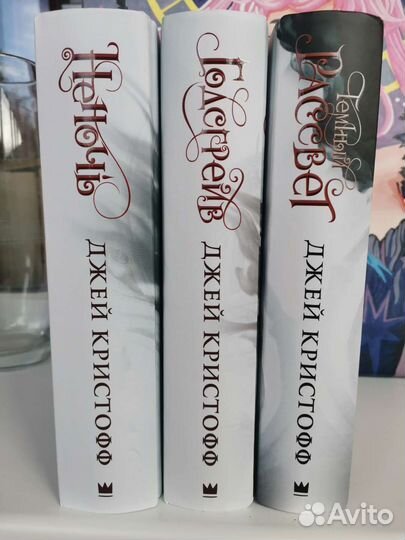 НЕНОЧЬ
ДЖЕЙ КРИСТОФФ
ГОДСГРЕЙВ
ДЖЕЙ КРИСТОФФ
ТЕМНЫЙ
РАССВЕТ
ДЖЕЙ КРИСТОФФ
Avito